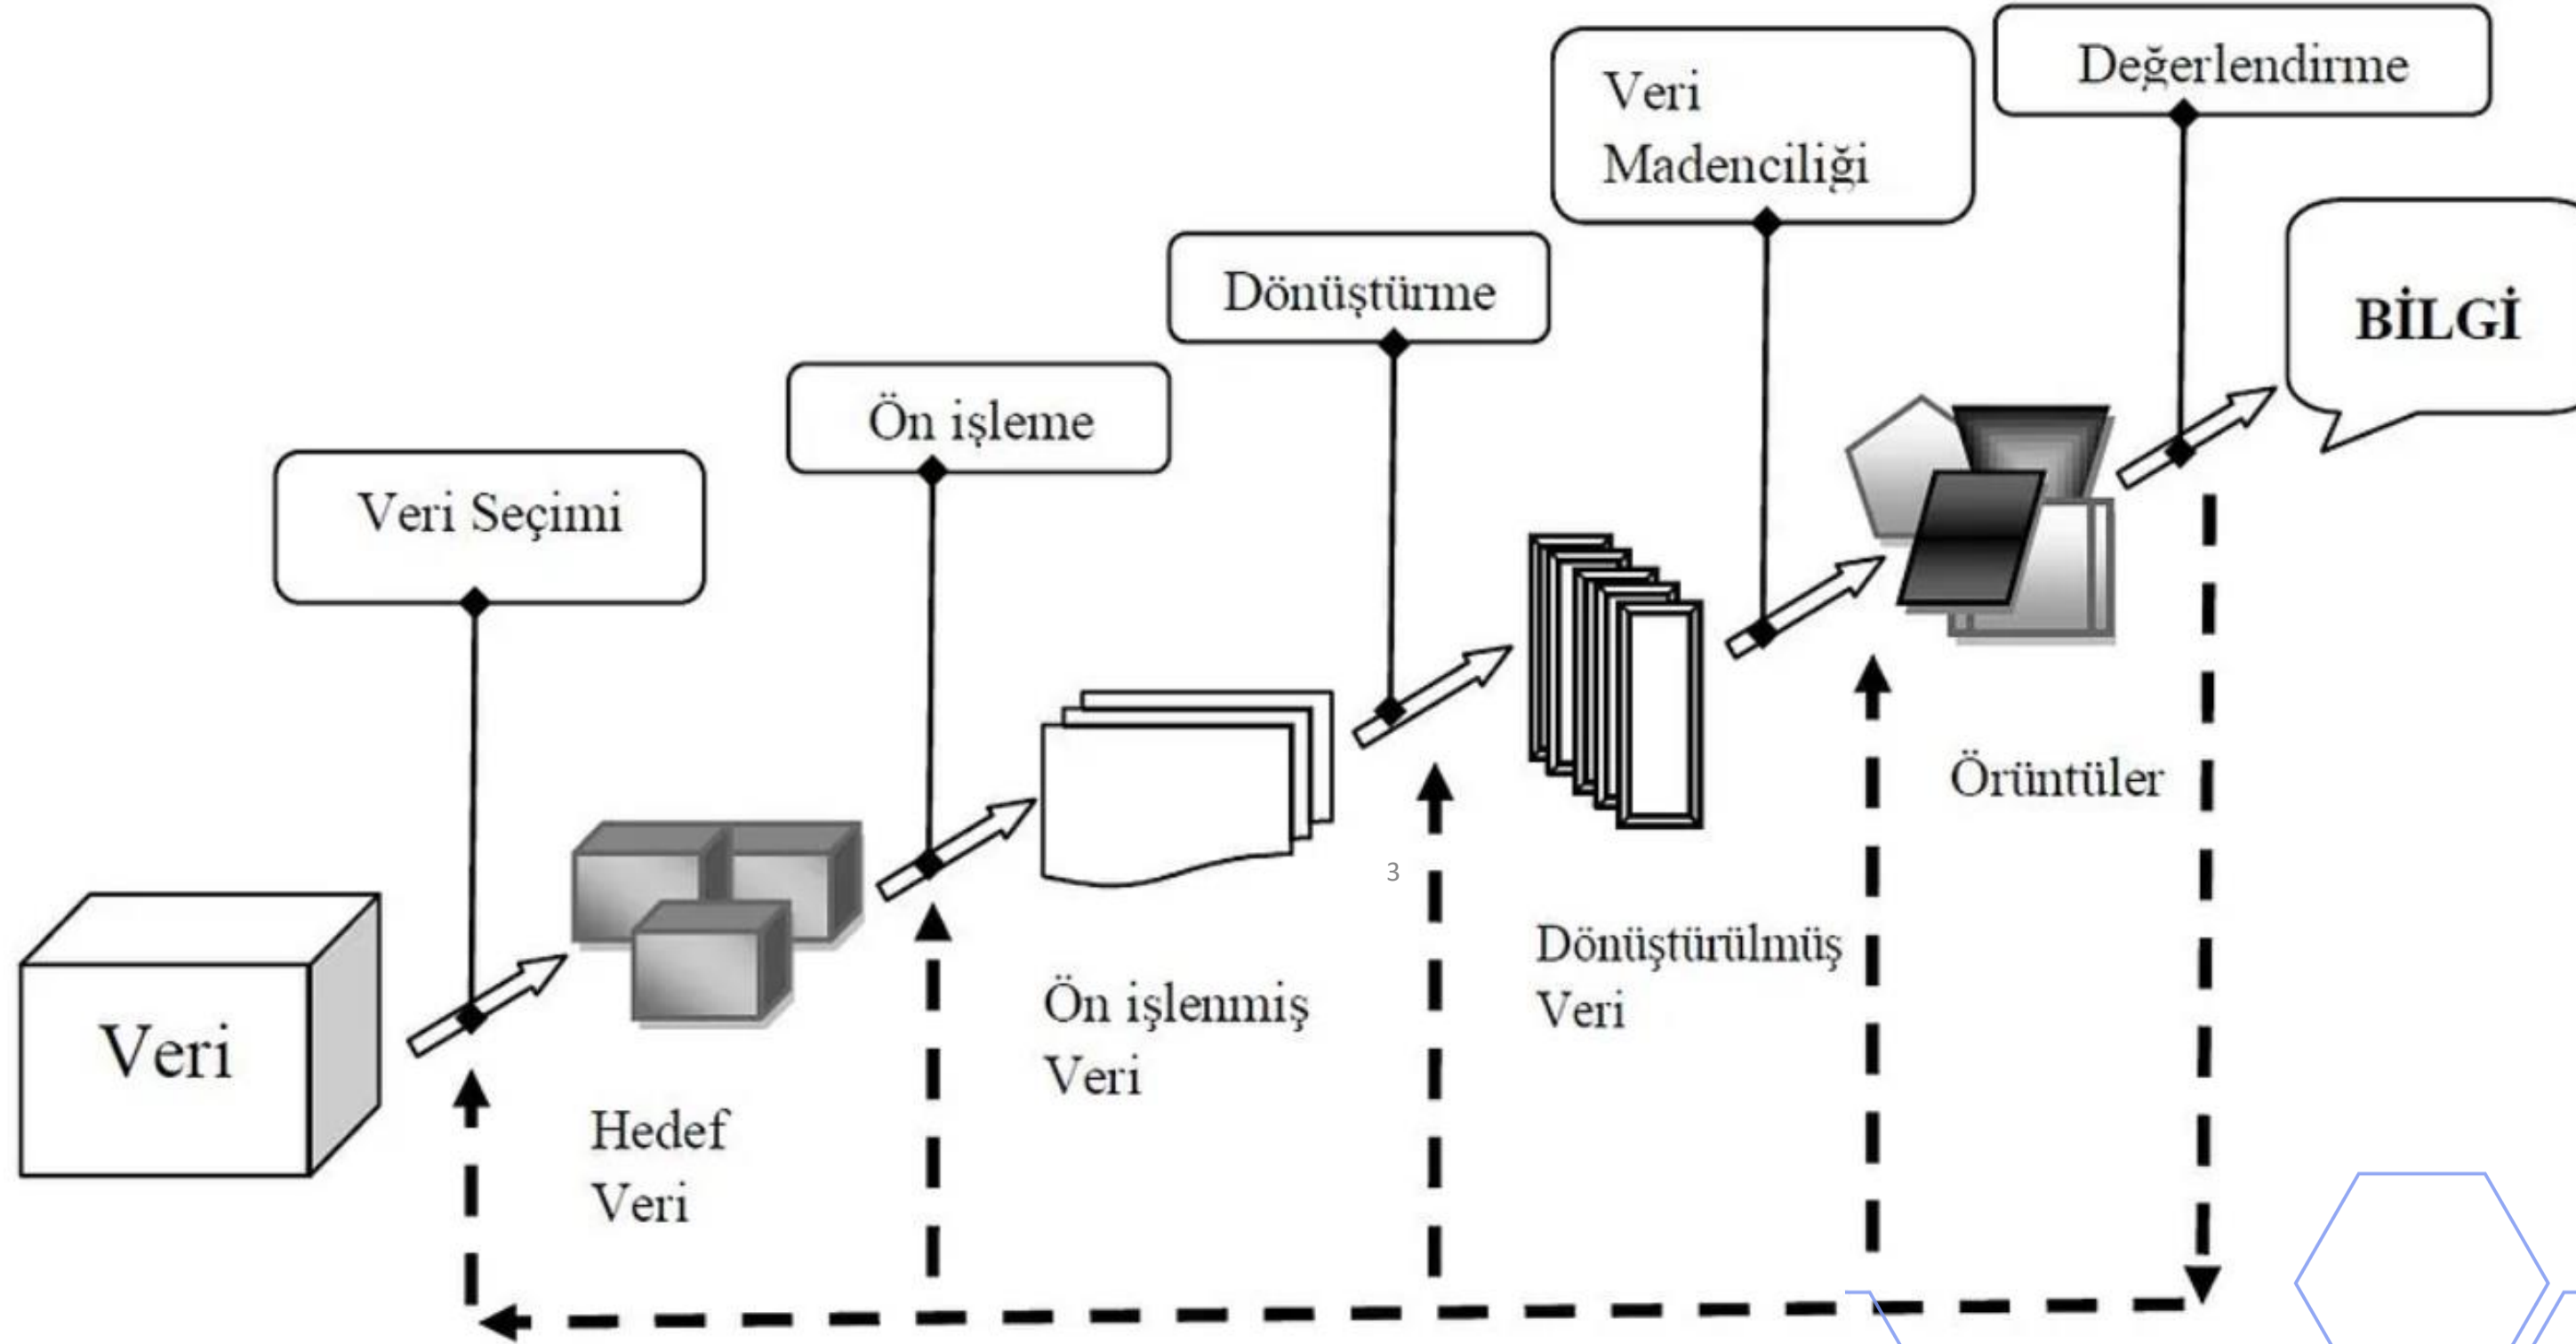 Değerlendirme
Veri
Madenciliği
Dönüştürme
BİLGİ
Ön işleme
Veri Seçimi
Örüntüler
3
Dönüştürülmüş
Veri
Ön işlenmiş
Veri
Veri
Hedef
Veri